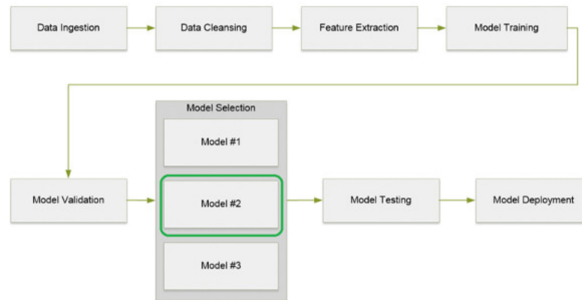 Data Ingestion
Data Cleansing
Feature Extraction
Model Training
Model Selection
Model #1
Model Validation
Model #2
Model Testing
Model Deployment
Model #3